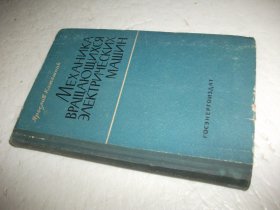 МЕХАНИКА
ВРАЩАЮЩИХСЯ
ЭЛЕКТРИЧЕСКИХ
МАШИН
ГОСЭНЕРГОИЗДАТ